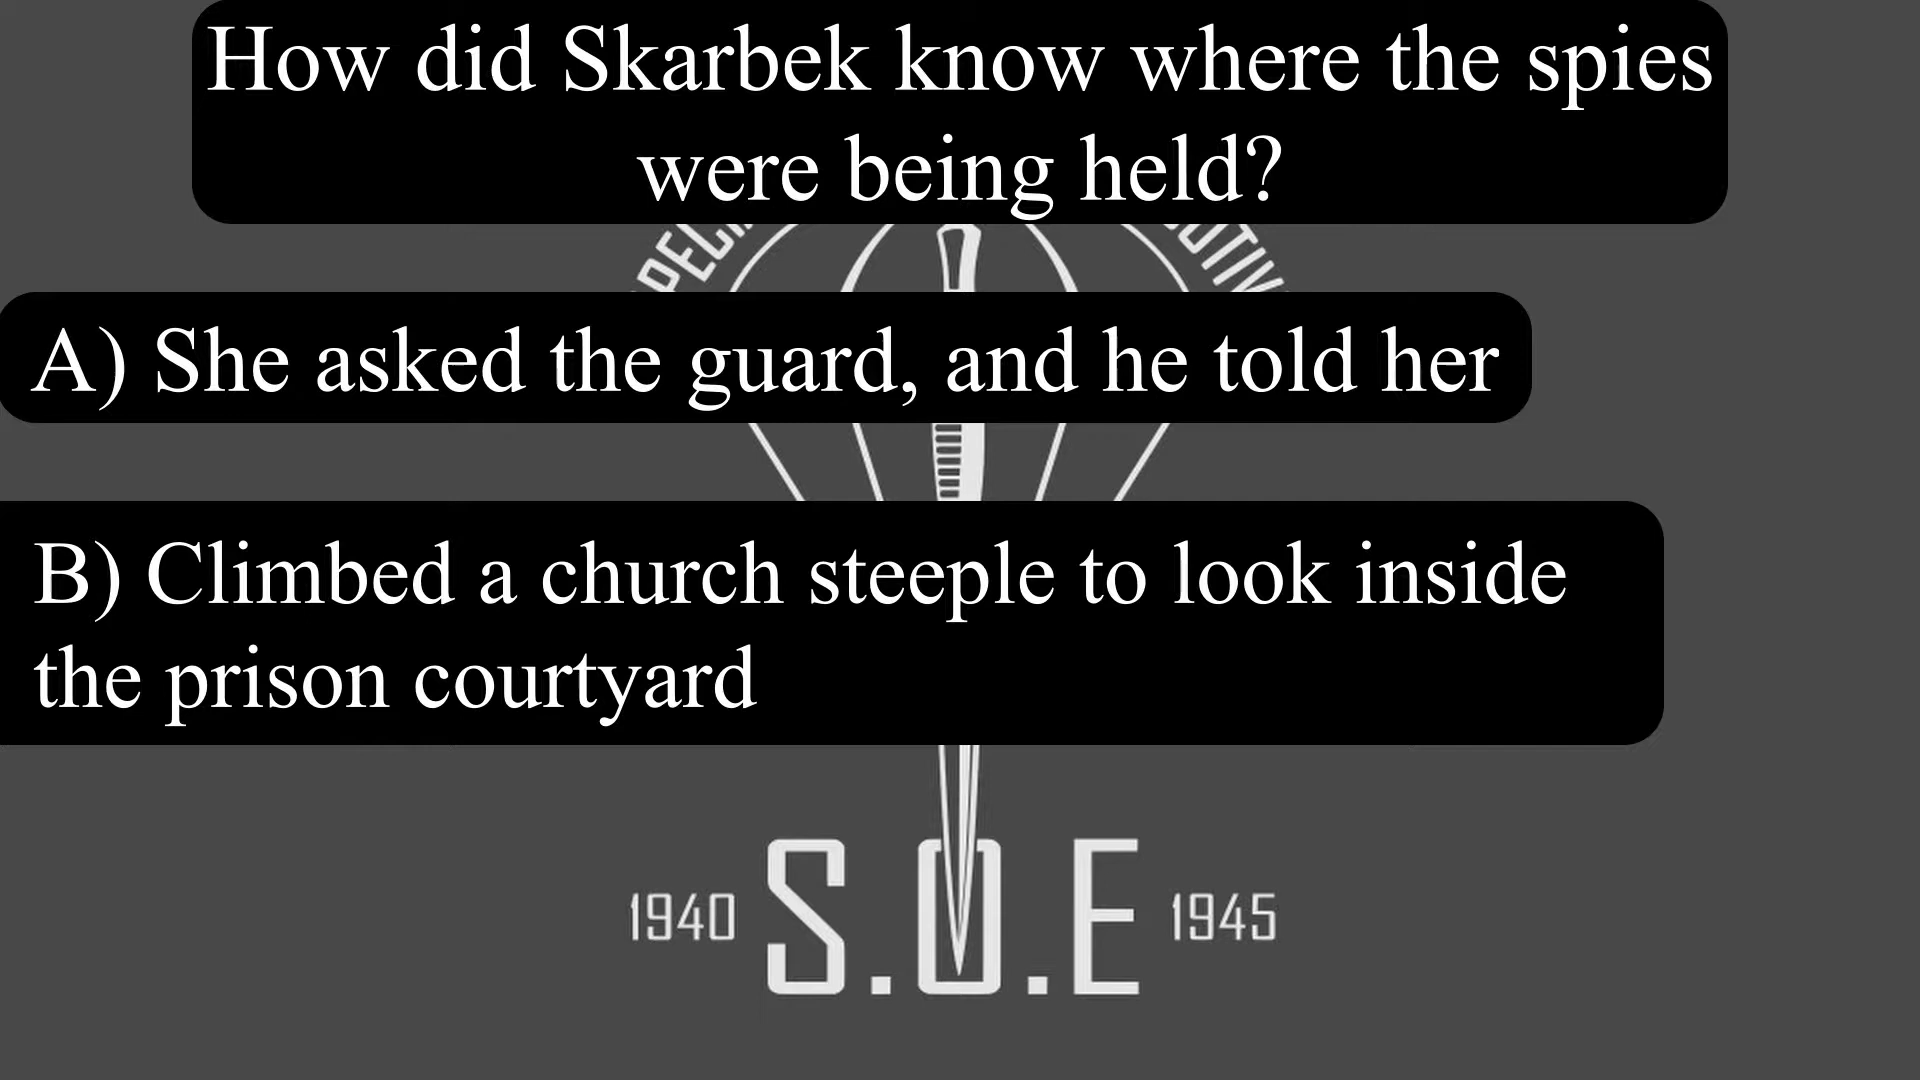 How did Skarbek know where the spies
were being held?
A) She asked the guard, and he told her
B) Climbed a church steeple to look inside
the prison courtyard
1940 S.O.E 1945